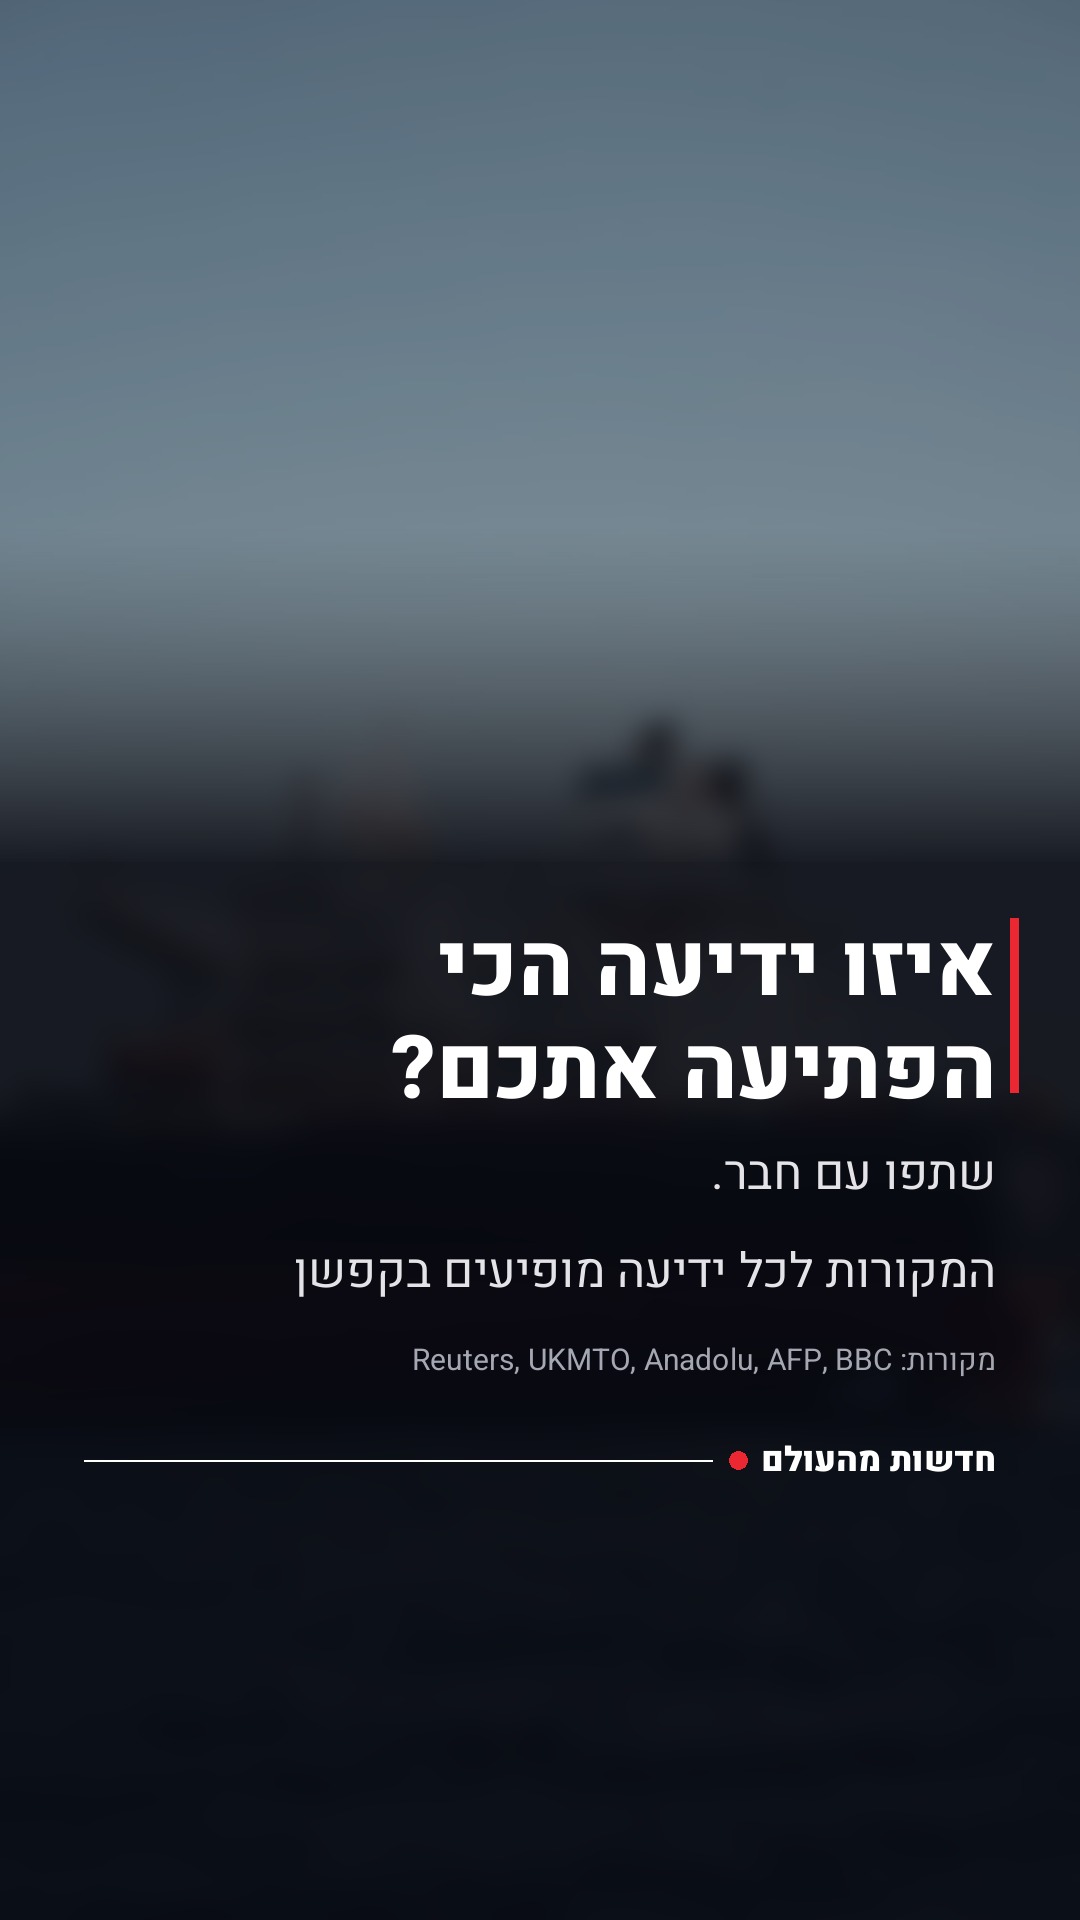 איזו ידיעה הכי
הפתיעה אתכם?
שתפו עם חבר.
המקורות לכל ידיעה מופיעים בקפשן
מקורות: Reuters, UKMTO, Anadolu, AFP, BBC
חדשות מהעולם